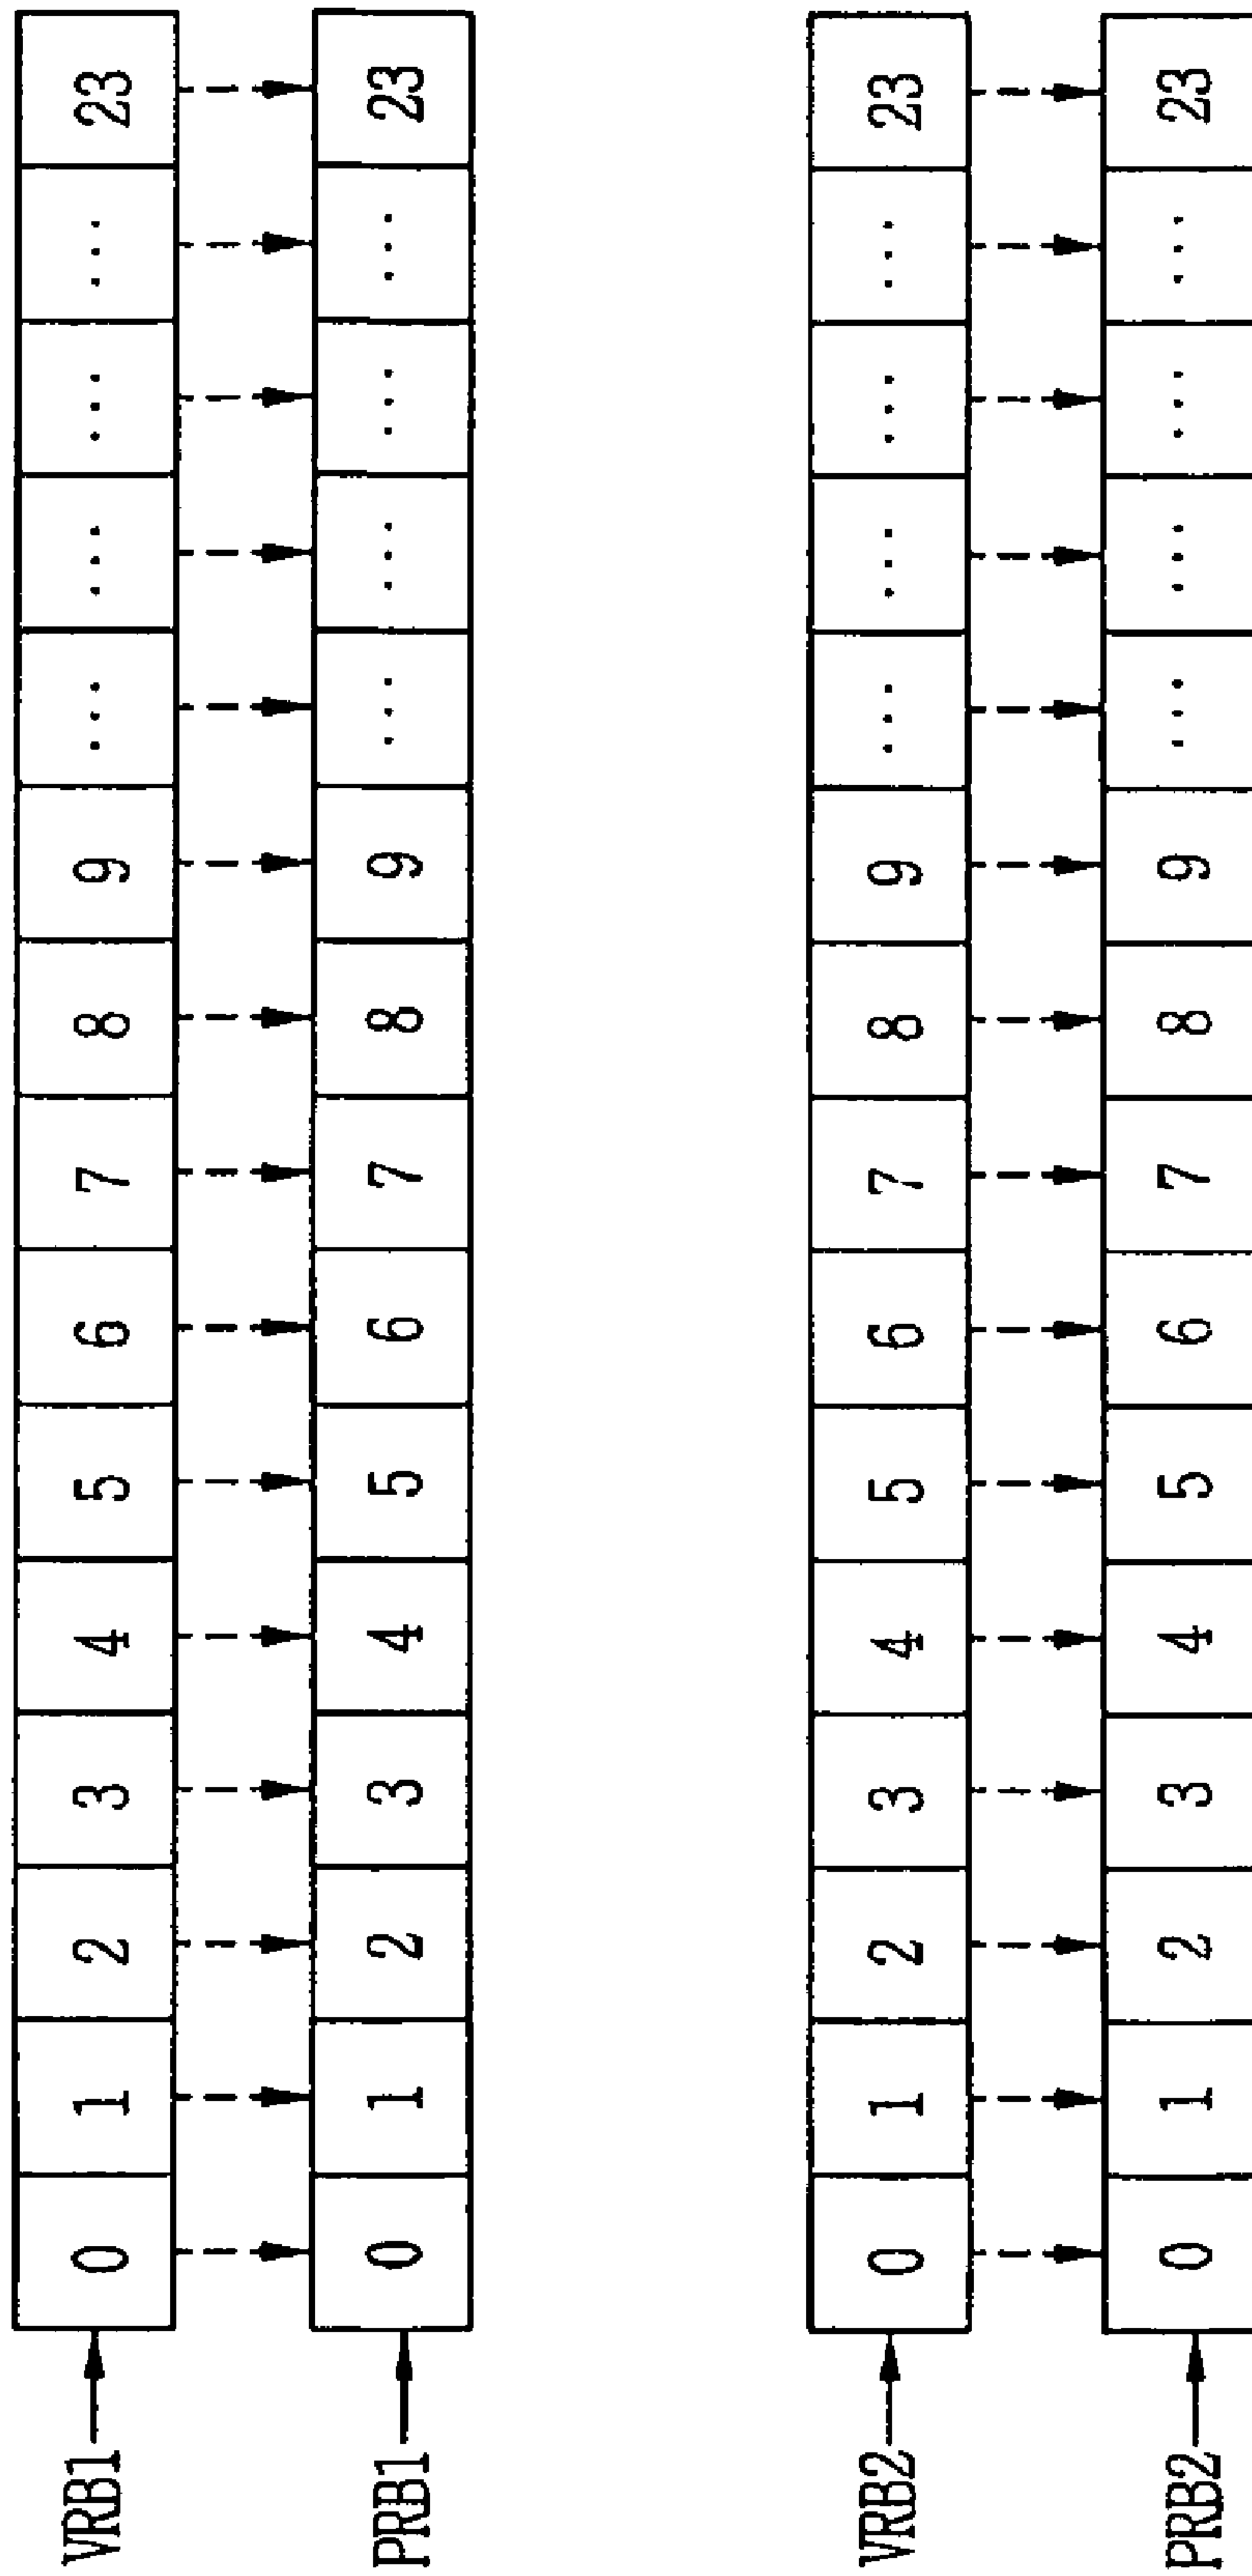 VRB1 0 1 2 3 4 5 6 7 8 9 ... ... ... ... 23
PRB1 0 1 2 3 4 5 6 7 8 9 ... ... ... ... 23
VRB2 0 1 2 3 4 5 6 7 8 9 ... ... ... ... 23
PRB2 0 1 2 3 4 5 6 7 8 9 ... ... ... ... 23